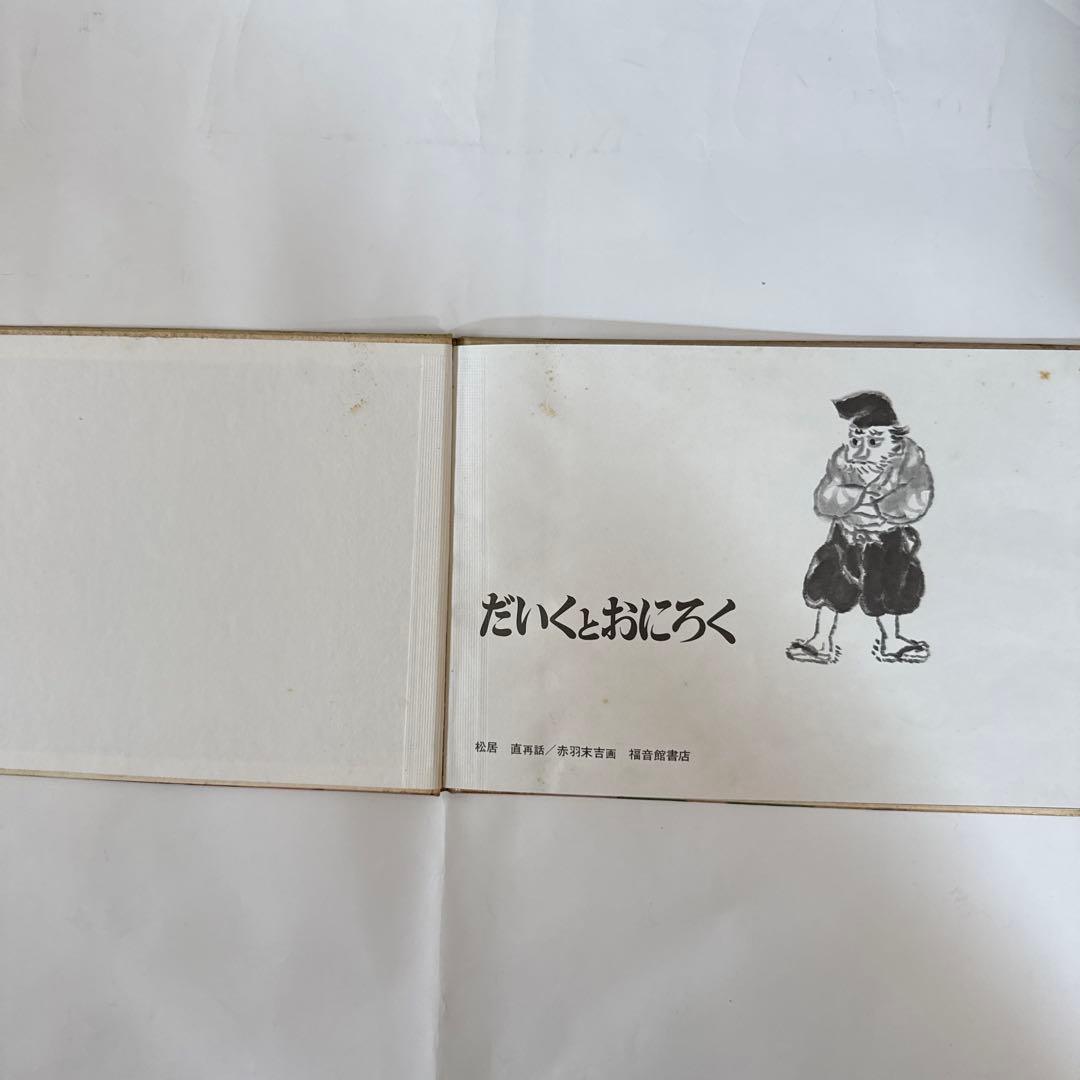 だいくとおにろく
松居　直再話／赤羽末吉画　福音館書店